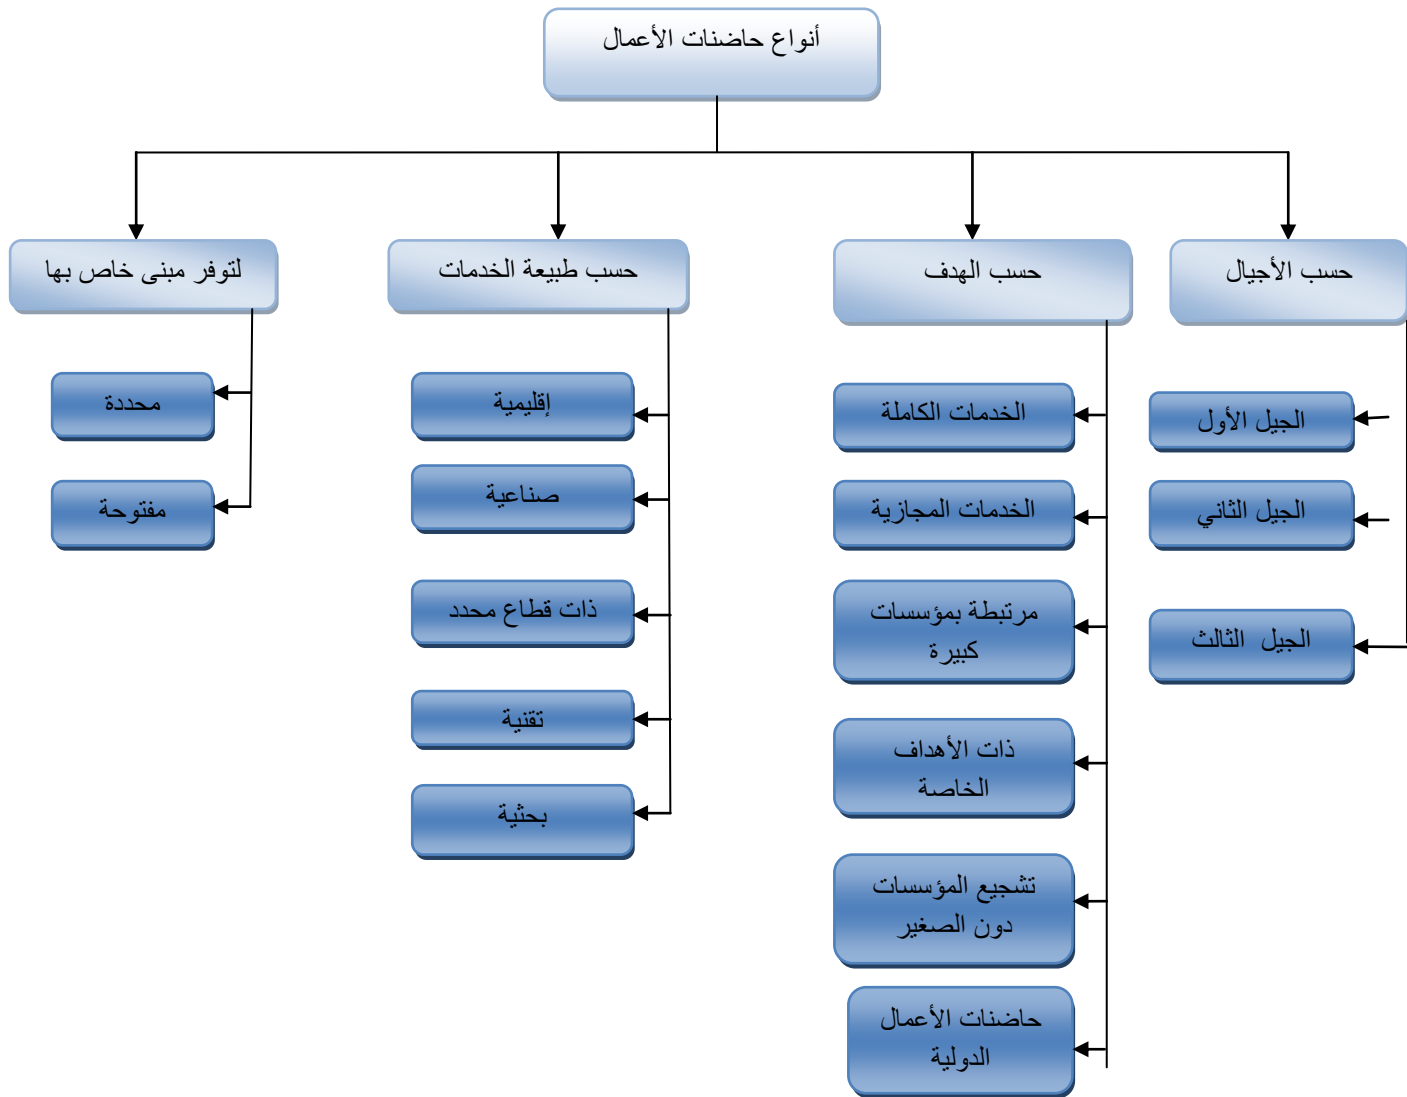 أنواع حاضنات الأعمال
حسب الأجيال
حسب الهدف
حسب طبيعة الخدمات
لتوفر مبنى خاص بها
الجيل الأول
الجيل الثاني
الجيل الثالث
الخدمات الكاملة
الخدمات المجازية
مرتبطة بمؤسسات
كبيرة
ذات الأهداف
الخاصة
تشجيع المؤسسات
دون الصغير
حاضنات الأعمال
الدولية
إقليمية
صناعية
ذات قطاع محدد
تقنية
بحثية
محددة
مفتوحة